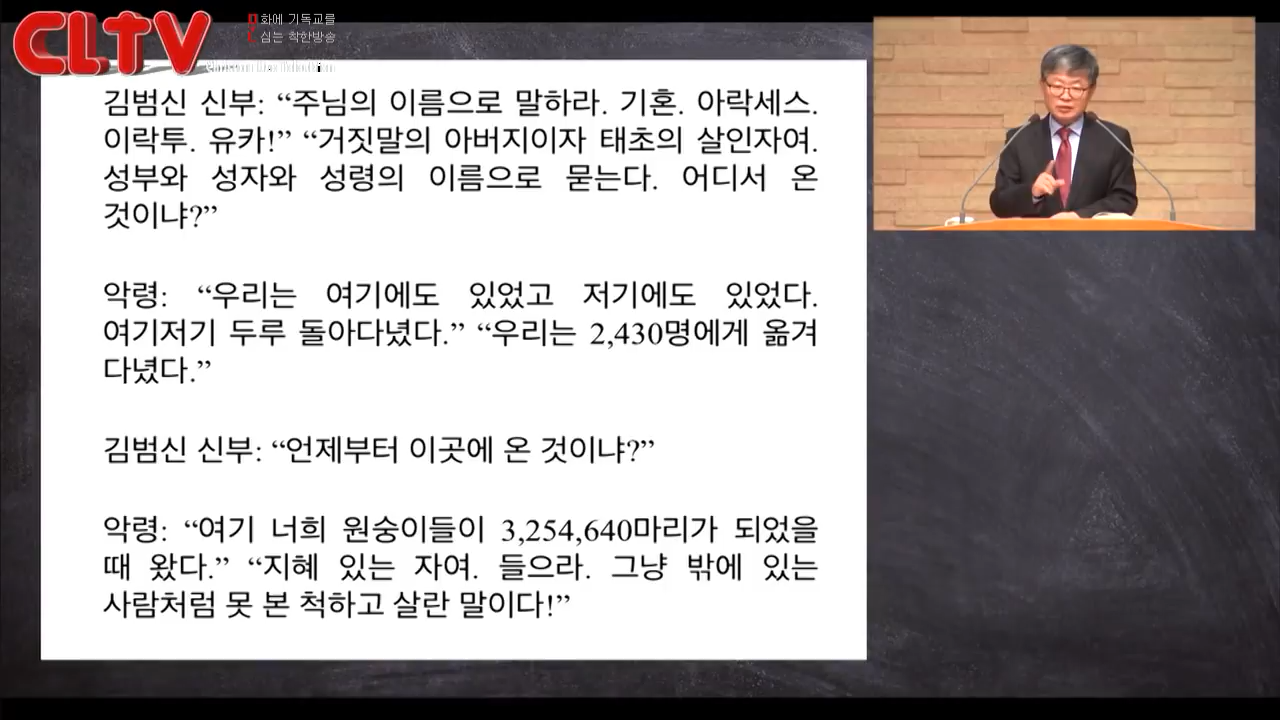 CLTV
화에 기독교를
심는 착한방송
김범신 신부: “주님의 이름으로 말하라. 기혼. 아락세스.
이락투. 유카!” “거짓말의 아버지이자 태초의 살인자여.
성부와 성자와 성령의 이름으로 묻는다. 어디서 온
것이냐?”
악령: “우리는 여기에도 있었고 저기에도 있었다.
여기저기 두루 돌아다녔다.” “우리는 2,430명에게 옮겨
다녔다.”
김범신 신부: “언제부터 이곳에 온 것이냐?”
악령: “여기 너희 원숭이들이 3,254,640마리가 되었을
때 왔다.” “지혜 있는 자여. 들으라. 그냥 밖에 있는
사람처럼 못 본 척하고 살란 말이다!”